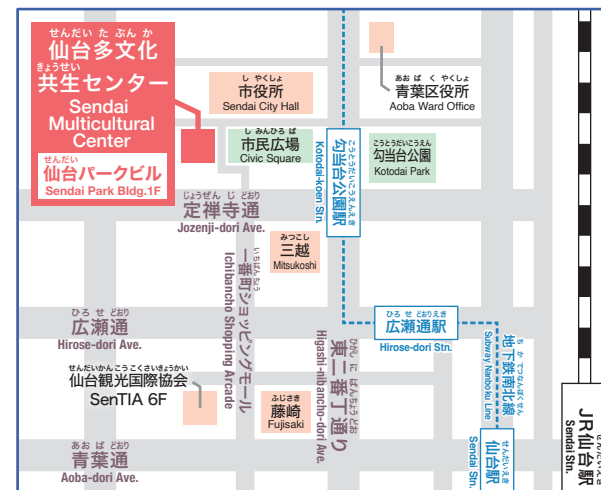 せんだい た ぶん か
仙台多文化
きょうせい
共生センター
Sendai
Multicultural
Center
せんだい
仙台パークビル
Sendai Park Bldg.1F
し やくしょ
市役所
Sendai City Hall
あお ば く やくしょ
青葉区役所
Aoba Ward Office
し みんひろ ば
市民広場
Civic Square
こうとうだいこうえんえき
勾当台公園駅
Kotodai-koen Stn.
こうとうだいこうえん
勾当台公園
Kotodai Park
じょうぜん じ どおり
定禅寺通
Jozenji-dori Ave.
みつこし
三越
Mitsukoshi
いちばんちょう
一番町ショッピングモール
Ichibancho Shopping Arcade
ひろ せ どおり
広瀬通
Hirose-dori Ave.
ひろ せ どおりえき
広瀬通駅
Hirose-dori Stn.
ひがし に ばんちょうどお
東二番丁通り
Higashi-nibancho-dori Ave.
ち か てつなんぼくせん
地下鉄南北線
Subway Nanboku Line
せんだいかんこうこくさいきょうかい
仙台観光国際協会
SenTIA 6F
ふじさき
藤崎
Fujisaki
あお ば どおり
青葉通
Aoba-dori Ave.
せんだいえき
仙台駅
Sendai Stn.
せんだいえき
JR仙台駅
Sendai Stn.